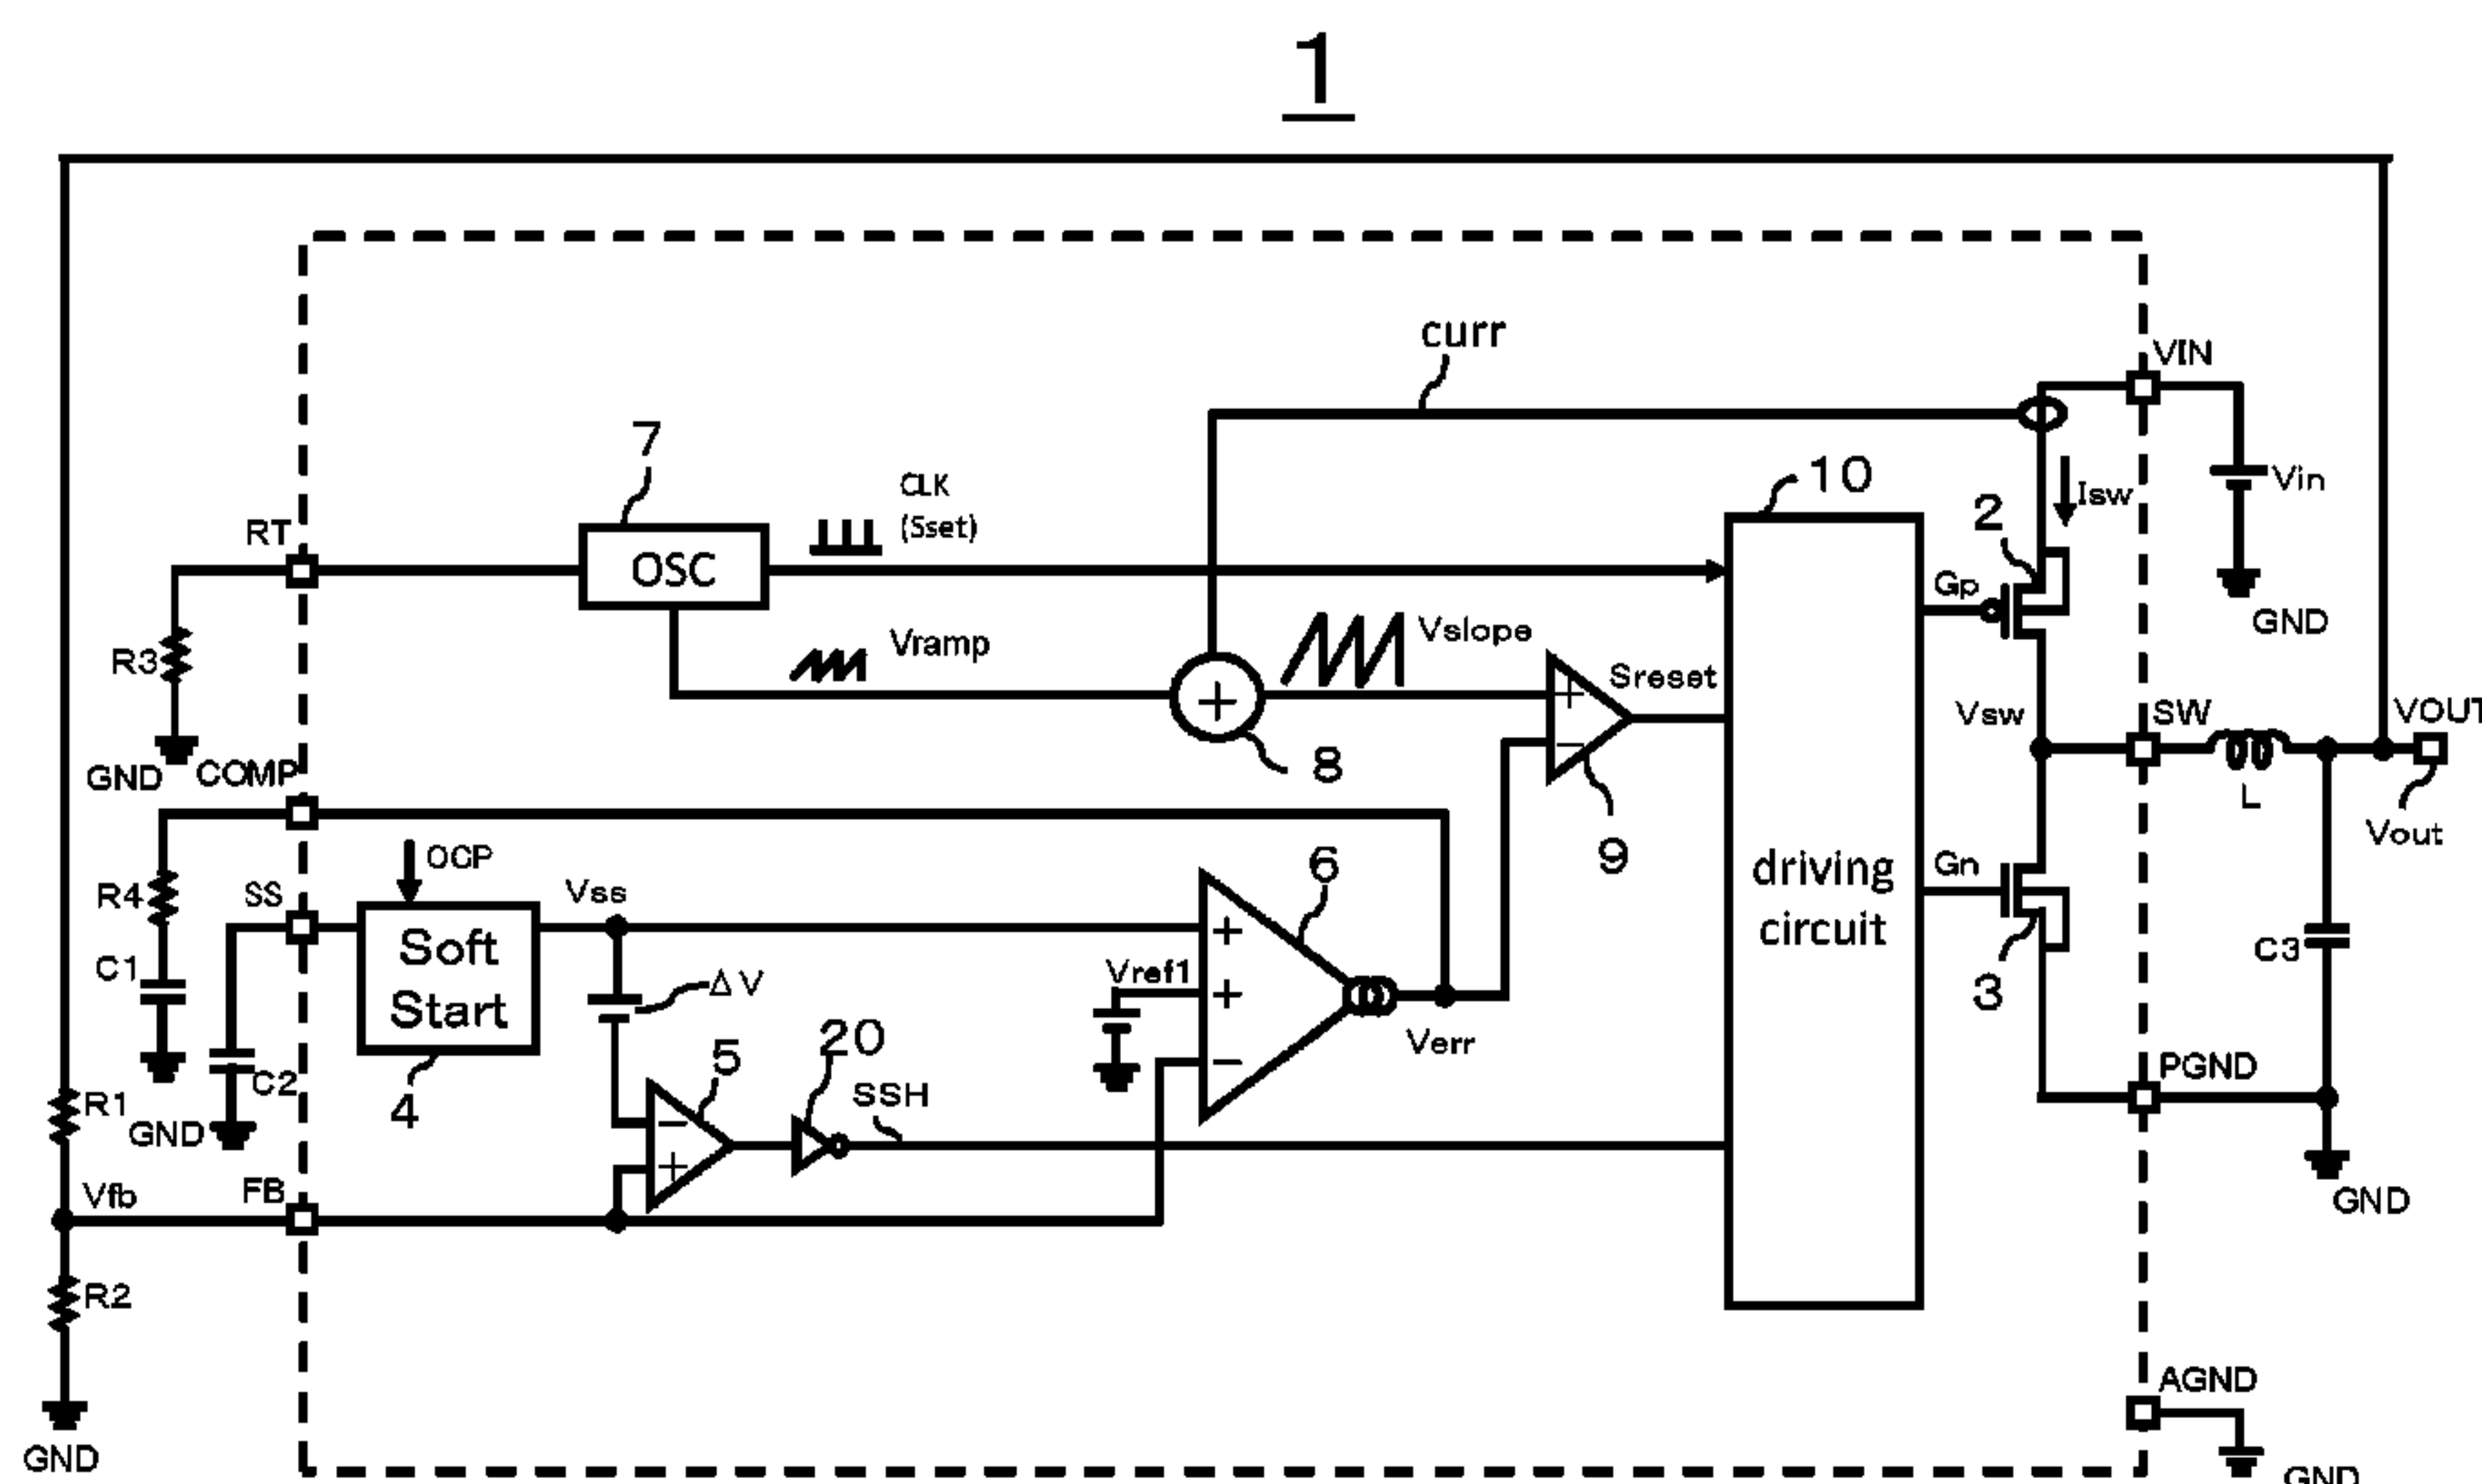 1
curr
VIN
7
CLK
(Sset)
10
Isw
Vin
2
RT
OSC
Gp
GND
R3
Vramp
Vslope
Sreset
Vsw
SW
VOUT
GND
COMP
8
L
Vout
OCP
9
6
R4
SS
Vss
driving
circuit
Gn
Soft
Start
C1
Vref1
ΔV
C3
3
20
Verr
5
PGND
C2
SSH
R1
4
GND
Vfb
FB
GND
R2
AGND
GND
GND